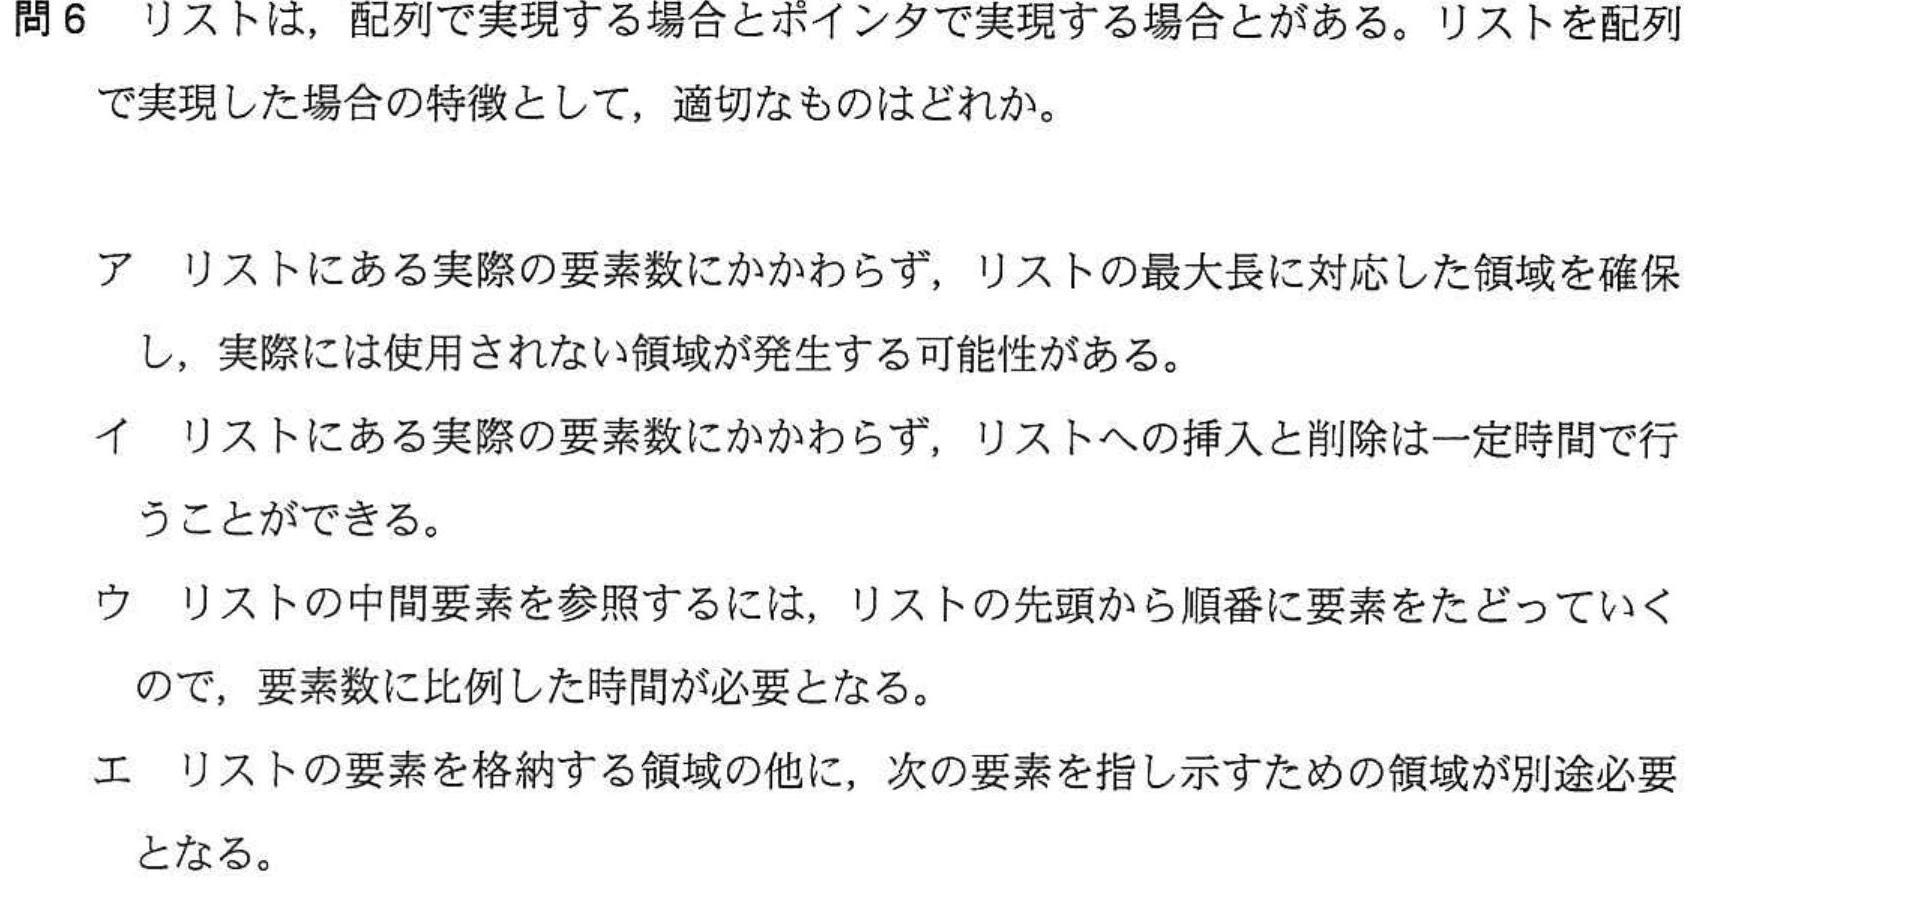 問6 リストは，配列で実現する場合とポインタで実現する場合とがある。リストを配列
で実現した場合の特徴として，適切なものはどれか。
ア リストにある実際の要素数にかかわらず，リストの最大長に対応した領域を確保
し，実際には使用されない領域が発生する可能性がある。
イ リストにある実際の要素数にかかわらず，リストへの挿入と削除は一定時間で行
うことができる。
ウ リストの中間要素を参照するには，リストの先頭から順番に要素をたどっていく
ので，要素数に比例した時間が必要となる。
エ リストの要素を格納する領域の他に，次の要素を指し示すための領域が別途必要
となる。